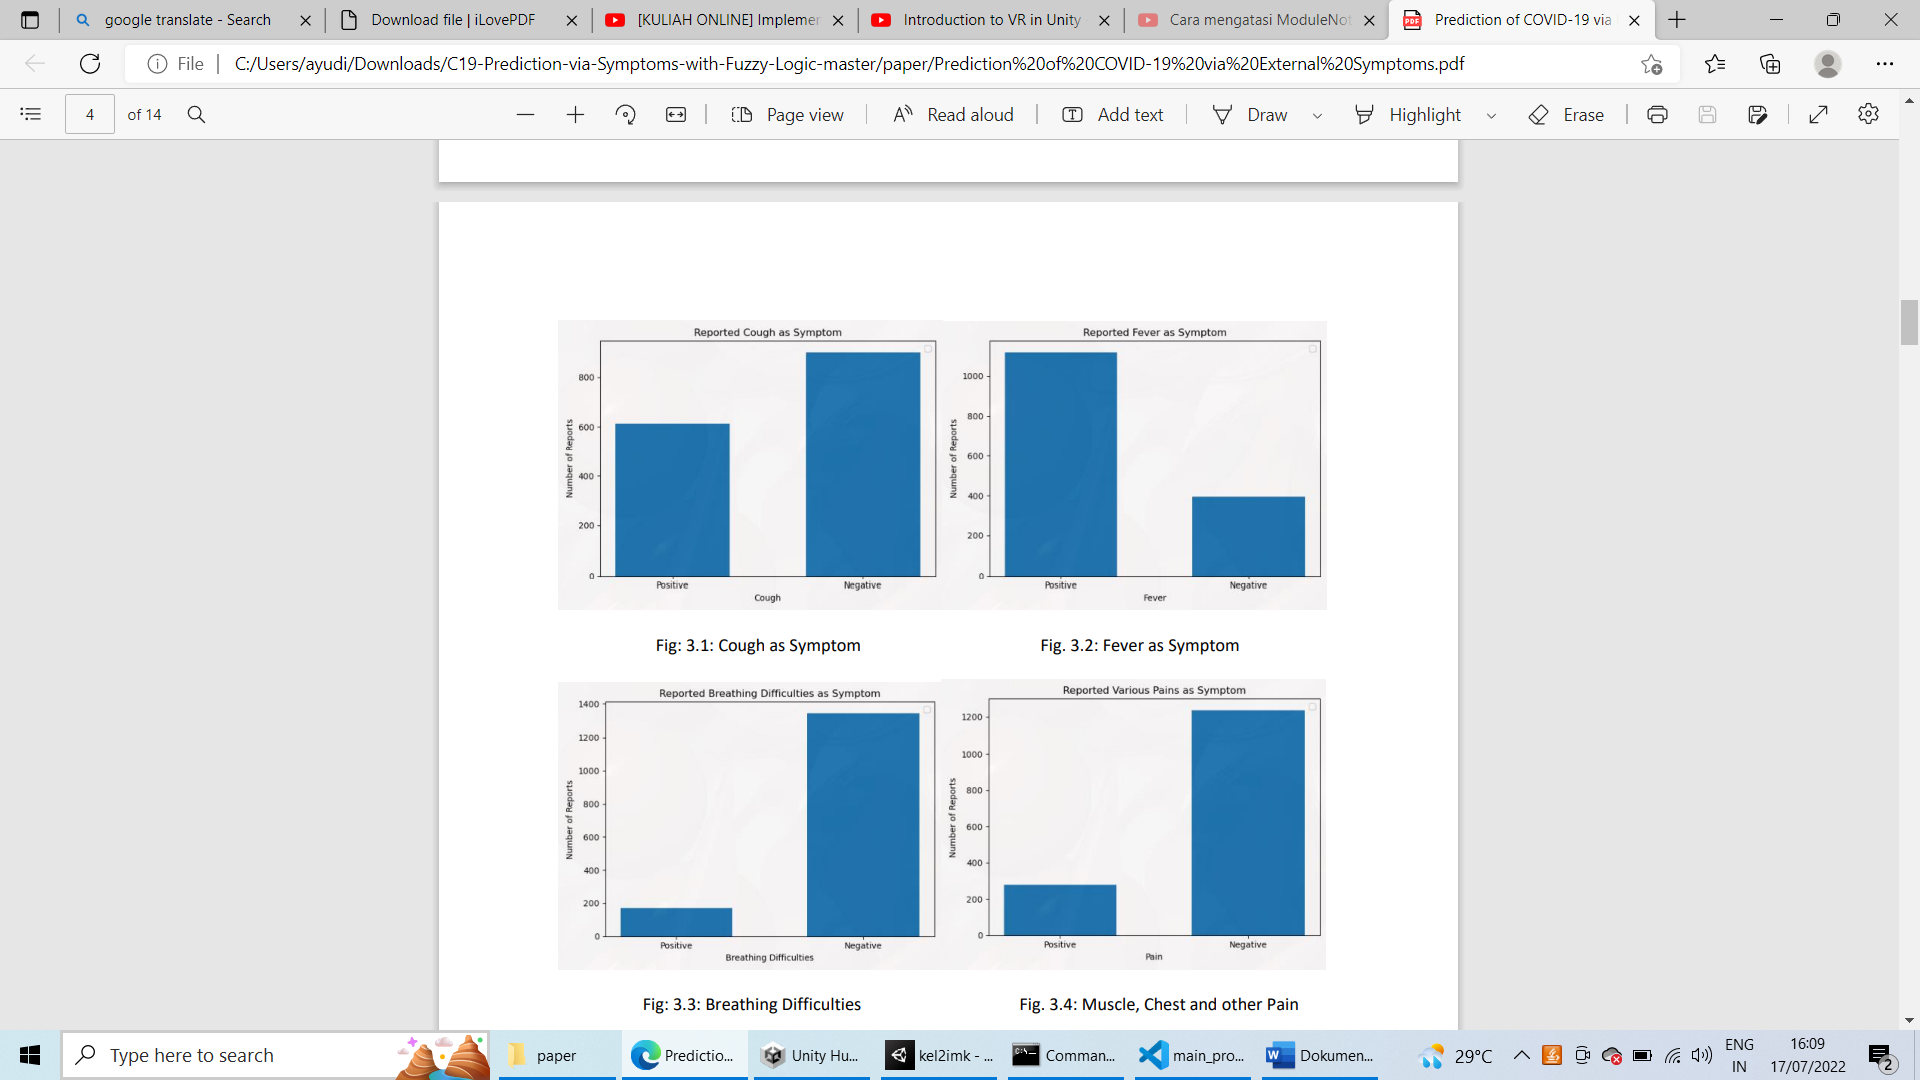 google translate - Search
Download file | iLovePDF
[KULIAH ONLINE] Implemen
Introduction to VR in Unity
Cara mengatasi ModuleNot
Prediction of COVID-19 via
File
C:/Users/ayudi/Downloads/C19-Prediction-via-Symptoms-with-Fuzzy-Logic-master/paper/Prediction%20of%20COVID-19%20via%20External%20Symptoms.pdf
4 of 14
Page view
Read aloud
Add text
Draw
Highlight
Erase
Reported Cough as Symptom
Number of Reports
800
600
400
200
0
Positive Negative
Cough
Reported Fever as Symptom
Number of Reports
1000
800
600
400
200
0
Positive Negative
Fever
Fig: 3.1: Cough as Symptom
Fig. 3.2: Fever as Symptom
Reported Breathing Difficulties as Symptom
Number of Reports
1400
1200
1000
800
600
400
200
0
Positive Negative
Breathing Difficulties
Reported Various Pains as Symptom
Number of Reports
1200
1000
800
600
400
200
0
Positive Negative
Pain
Fig: 3.3: Breathing Difficulties
Fig. 3.4: Muscle, Chest and other Pain
Type here to search
paper
Predictio...
Unity Hu...
kel2imk - ...
Comman...
main_pro...
Dokumen...
29°C
ENG
IN
16:09
17/07/2022
2